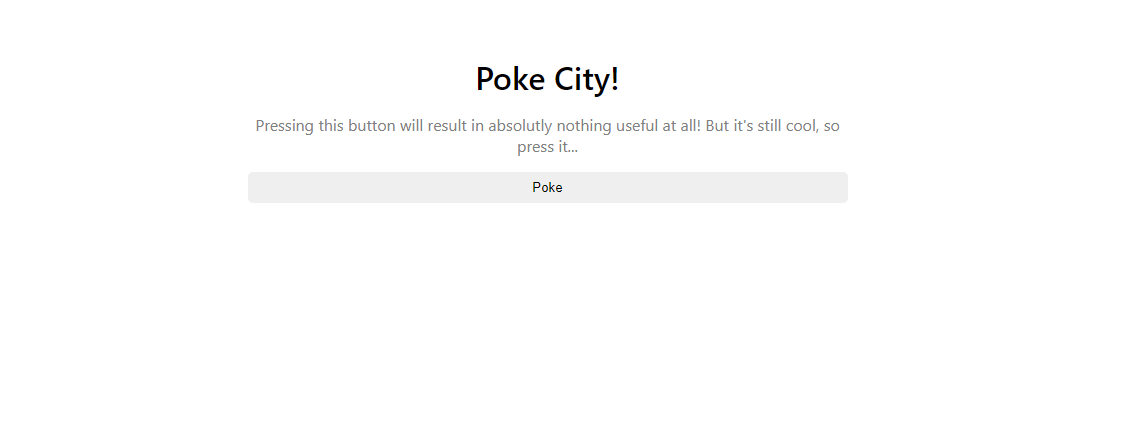 Poke City!
Pressing this button will result in absolutly nothing useful at all! But it's still cool, so
press it...
Poke